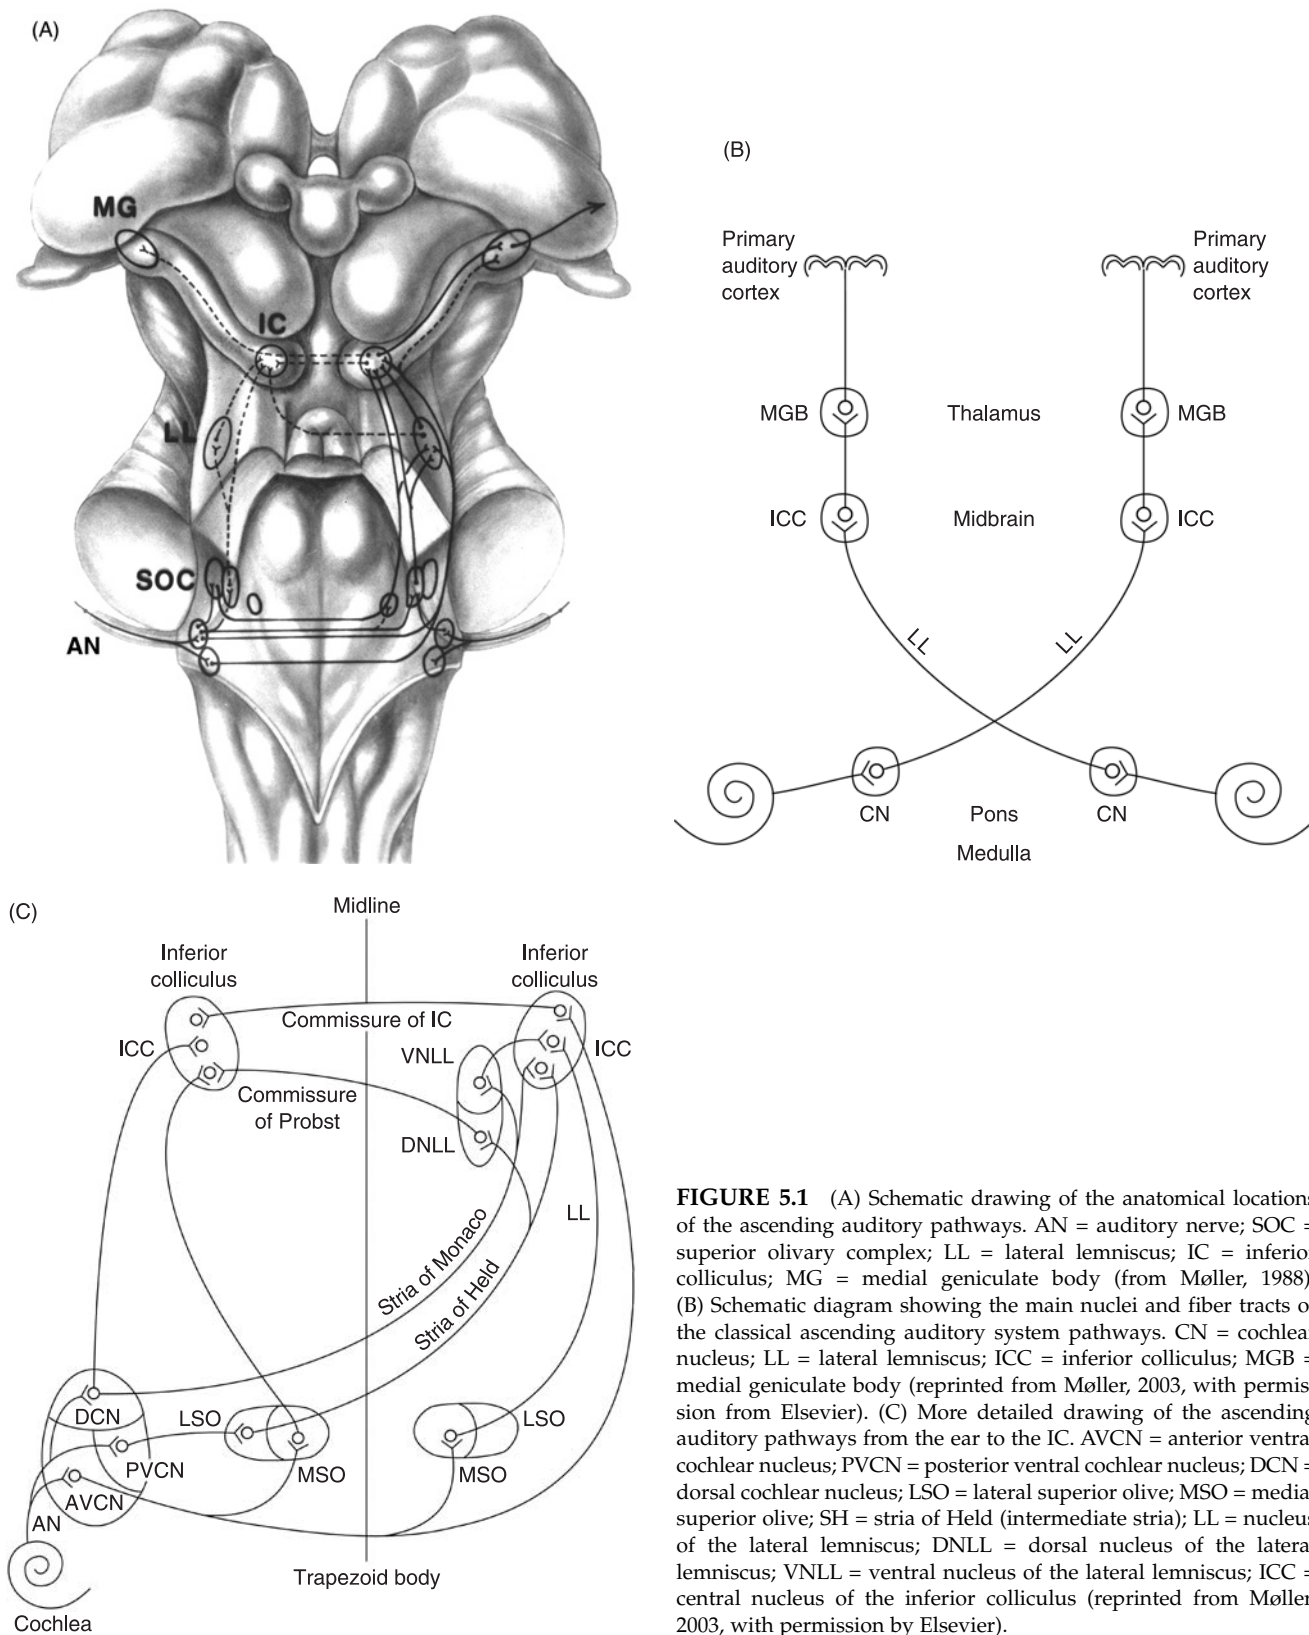 (A)
MG
IC
LL
SOC
AN
(B)
Primary
auditory
cortex
Primary
auditory
cortex
MGB
Thalamus
MGB
ICC
Midbrain
ICC
LL
LL
CN
Pons
CN
Medulla
(C)
Midline
Inferior
colliculus
Inferior
colliculus
Commissure of IC
ICC
VNLL
ICC
Commissure
of Probst
DNLL
LL
Stria of Monaco
Stria of Held
DCN
LSO
LSO
PVCN
MSO
MSO
AVCN
AN
Trapezoid body
Cochlea
FIGURE 5.1 (A) Schematic drawing of the anatomical locations
of the ascending auditory pathways. AN = auditory nerve; SOC =
superior olivary complex; LL = lateral lemniscus; IC = inferior
colliculus; MG = medial geniculate body (from Møller, 1988)
(B) Schematic diagram showing the main nuclei and fiber tracts o
the classical ascending auditory system pathways. CN = cochlear
nucleus; LL = lateral lemniscus; ICC = inferior colliculus; MGB =
medial geniculate body (reprinted from Møller, 2003, with permis
sion from Elsevier). (C) More detailed drawing of the ascending
auditory pathways from the ear to the IC. AVCN = anterior ventra
cochlear nucleus; PVCN = posterior ventral cochlear nucleus; DCN =
dorsal cochlear nucleus; LSO = lateral superior olive; MSO = media
superior olive; SH = stria of Held (intermediate stria); LL = nucleus
of the lateral lemniscus; DNLL = dorsal nucleus of the latera
lemniscus; VNLL = ventral nucleus of the lateral lemniscus; ICC =
central nucleus of the inferior colliculus (reprinted from Møller
2003, with permission by Elsevier).